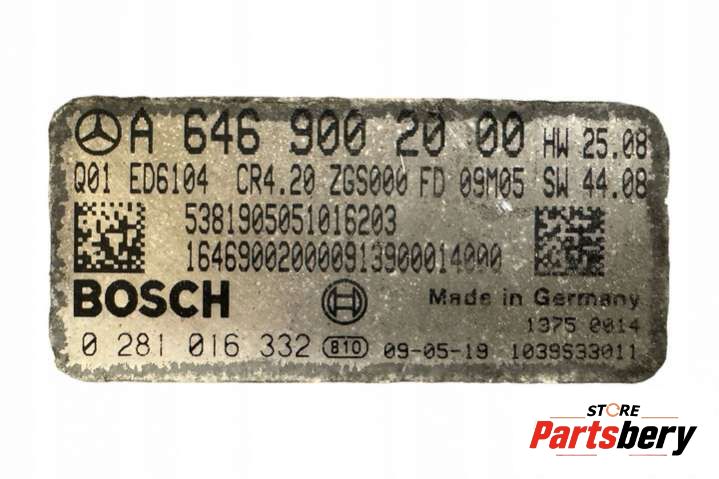 A 646 900 20 00 HW 25.08
Q01 ED6104 CR4.20 ZGS000 FD 09M05 SW 44.08
5381905051016203
164690020000913900014000
BOSCH Made in Germany
1375 0014
0 281 016 332 810 09-05-19 1039S33011
STORE
Partsbery